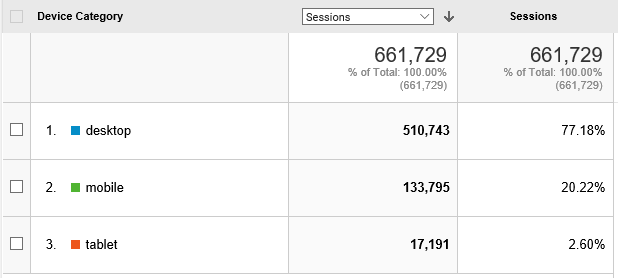 Device Category Sessions Sessions
661,729 661,729
% of Total: 100.00% % of Total: 100.00%
(661,729) (661,729)
1. desktop 510,743 77.18%
2. mobile 133,795 20.22%
3. tablet 17,191 2.60%